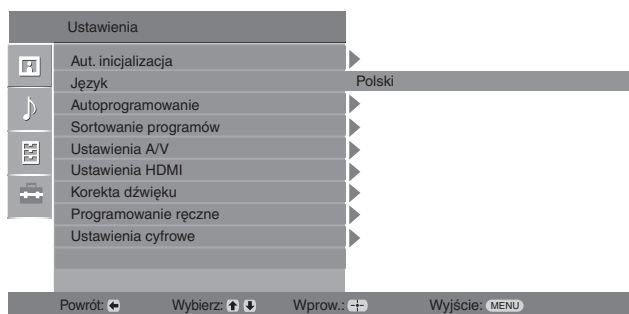 Ustawienia
Aut. inicjalizacja
Język Polski
Autoprogramowanie
Sortowanie programów
Ustawienia A/V
Ustawienia HDMI
Korekta dźwięku
Programowanie ręczne
Ustawienia cyfrowe
Powrót: Wybierz: Wprow.: Wyjście: MENU